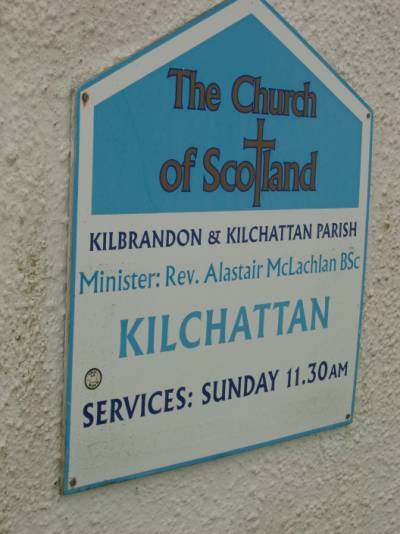 The Church
of Scotland
KILBRANDON & KILCHATTAN PARISH
Minister: Rev. Alastair McLachlan BSc
KILCHATTAN
SERVICES: SUNDAY 11.30AM